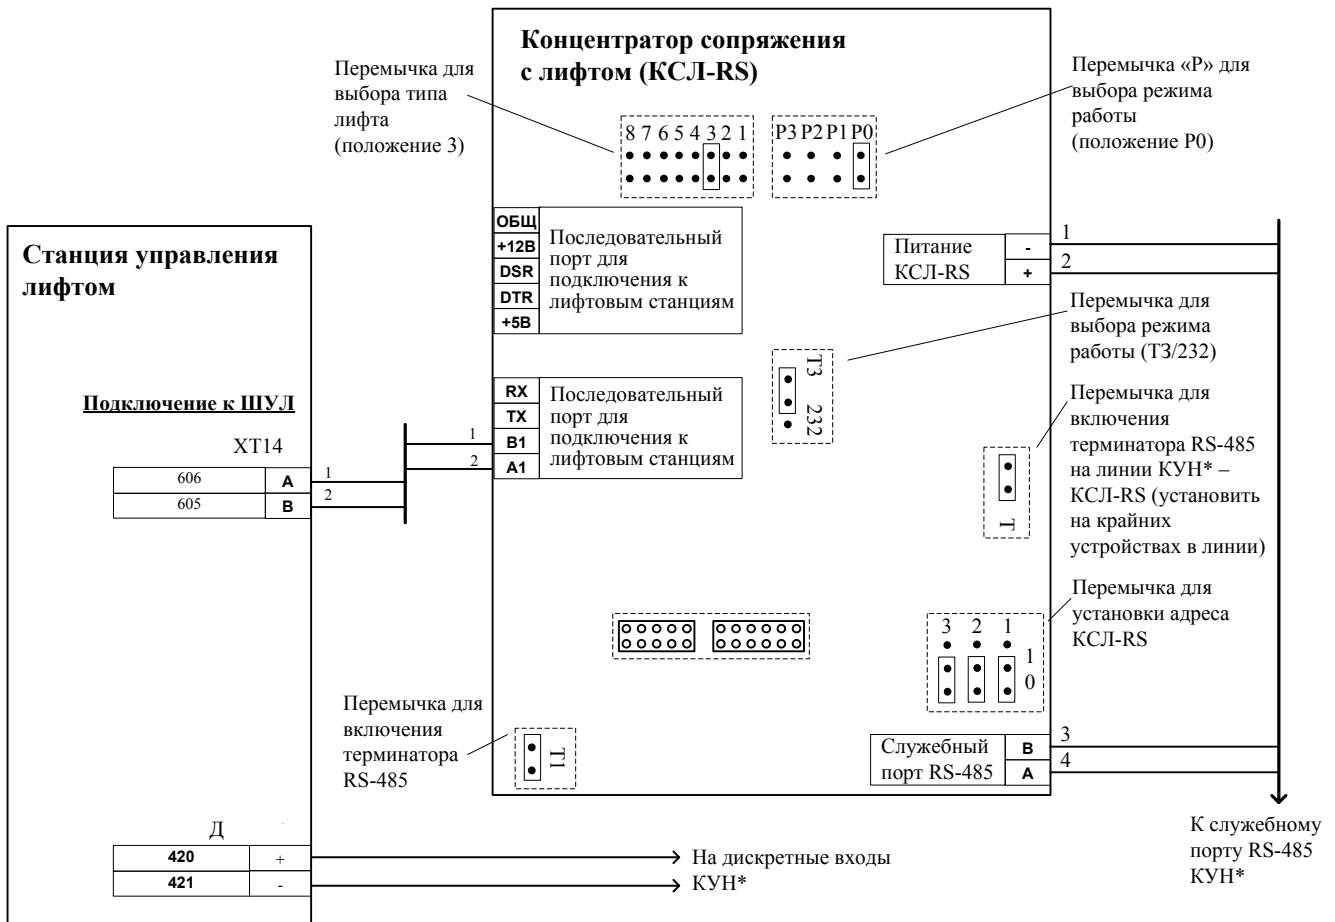 Концентратор сопряжения
с лифтом (КСЛ-RS)
Перемычка для
выбора типа
лифта
(положение 3)
Перемычка «Р» для
выбора режима
работы
(положение Р0)
8 7 6 5 4 3 2 1
Р3 Р2 Р1 Р0
Станция управления
лифтом
ОБЩ
+12В
DSR
DTR
+5В
Последовательный
порт для
подключения к
лифтовым станциям
Питание
КСЛ-RS
-
+
1
2
Перемычка для
выбора режима
работы (ТЗ/232)
ТЗ 232
RX
TX
B1
A1
Последовательный
порт для
подключения к
лифтовым станциям
1
2
Подключение к ШУЛ
ХТ14
606 А 1
605 В 2
Перемычка для
включения
терминатора RS-485
на линии КУН* –
КСЛ-RS (установить
на крайних
устройствах в линии)
Т
Перемычка для
установки адреса
КСЛ-RS
3 2 1
1
0
Перемычка для
включения
терминатора
RS-485
Т1
Служебный
порт RS-485
В
А
3
4
К служебному
порту RS-485
КУН*
Д
420 +
421 -
На дискретные входы
КУН*